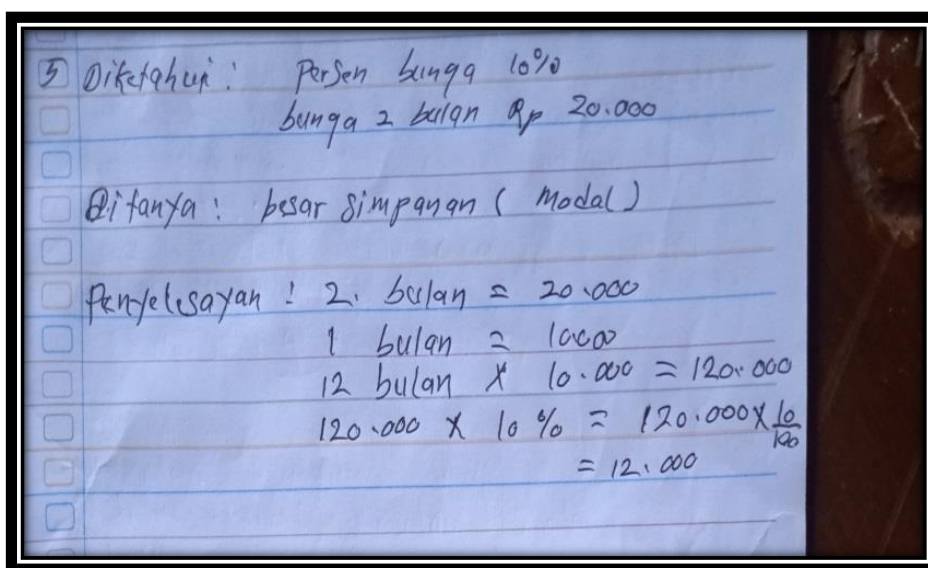 5 Diketahui : Persen bunga 10%
bunga 2 bulan Rp 20.000
Ditanya : besar simpanan ( modal )
Penyelesayan : 2. bulan = 20.000
1 bulan = 10000
12 bulan x 10.000 = 120.000
120.000 x 10 % = 120.000 x 10/100
= 12.000